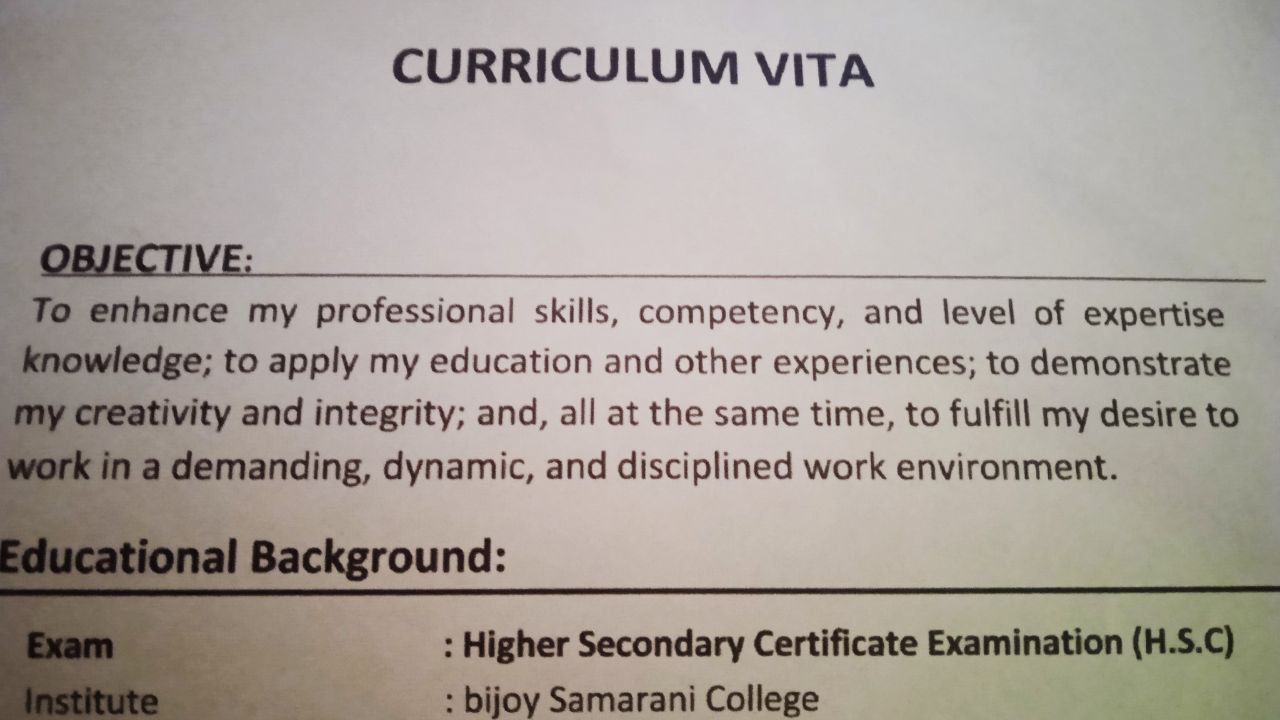 CURRICULUM VITA
OBJECTIVE:
To enhance my professional skills, competency, and level of expertise
knowledge; to apply my education and other experiences; to demonstrate
my creativity and integrity; and, all at the same time, to fulfill my desire to
work in a demanding, dynamic, and disciplined work environment.
Educational Background:
Exam : Higher Secondary Certificate Examination (H.S.C)
Institute : bijoy Samarani College